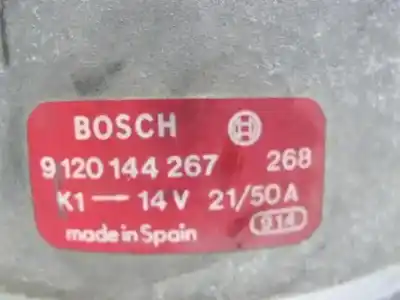 BOSCH
9 120 144 267 268
K1 → 14 V 21/50 A
made in Spain 914